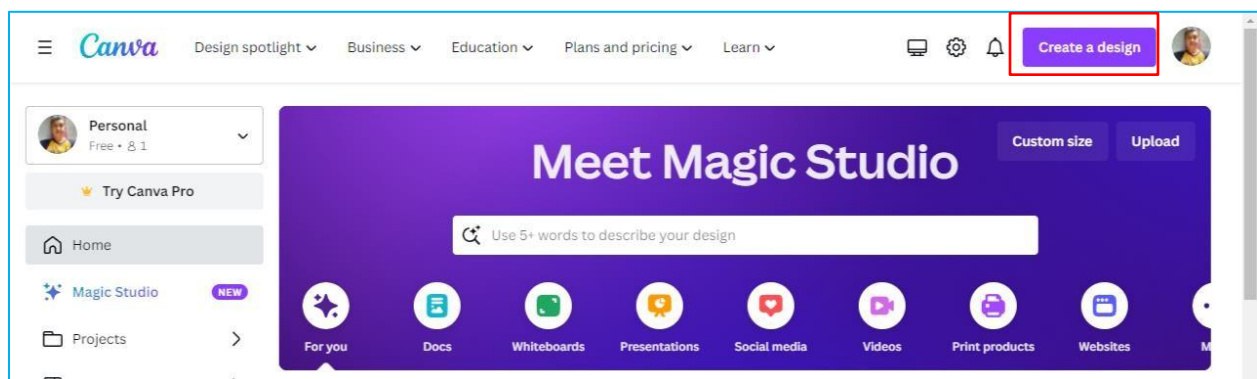 Canva
Design spotlight
Business
Education
Plans and pricing
Learn
Create a design
Personal
Free • 1
Try Canva Pro
Home
Magic Studio
NEW
Projects
Meet Magic Studio
Custom size
Upload
Use 5+ words to describe your design
For you
Docs
Whiteboards
Presentations
Social media
Videos
Print products
Websites
M